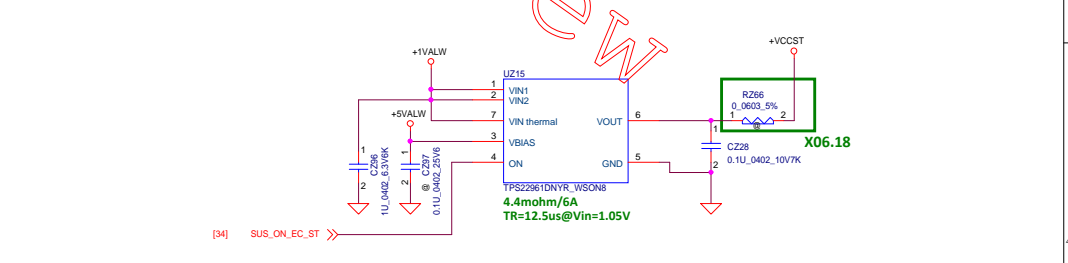 ew
+VCCST
+1VALW
UZ15
1
VIN1
2
VIN2
RZ66
0_0603_5%
+5VALW
7
VIN thermal
VOUT
6
1
2
@
X06.18
3
VBIAS
1
CZ28
0.1U_0402_10V7K
2
4
ON
GND
5
1
CZ96
1U_0402_6.3V6K
2
1
CZ97
@
0.1U_0402_25V6
2
TPS22961DNYR_WSON8
4.4mohm/6A
TR=12.5us@Vin=1.05V
[34] SUS_ON_EC_ST